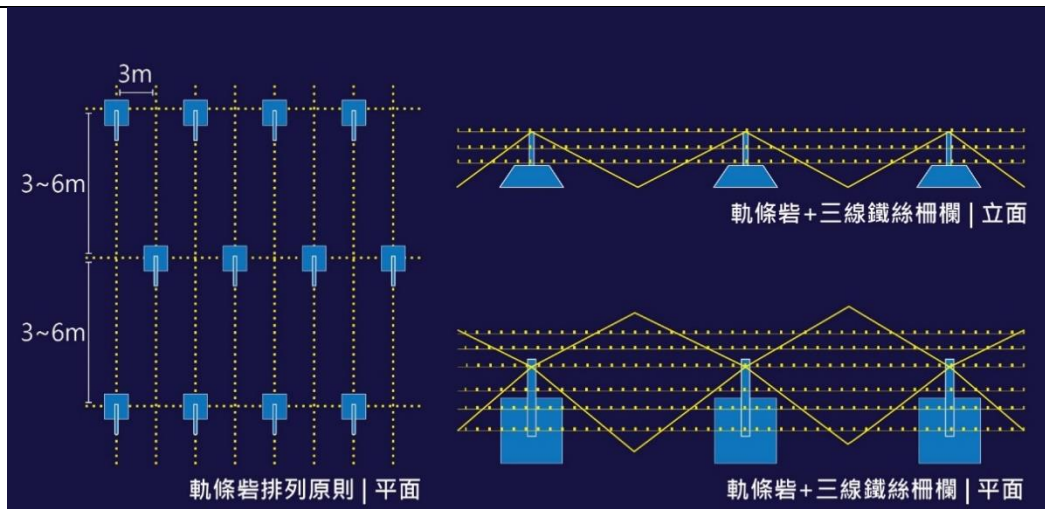 3m
3~6m
3~6m
軌條砦排列原則 | 平面
軌條砦+三線鐵絲柵欄 | 立面
軌條砦+三線鐵絲柵欄 | 平面